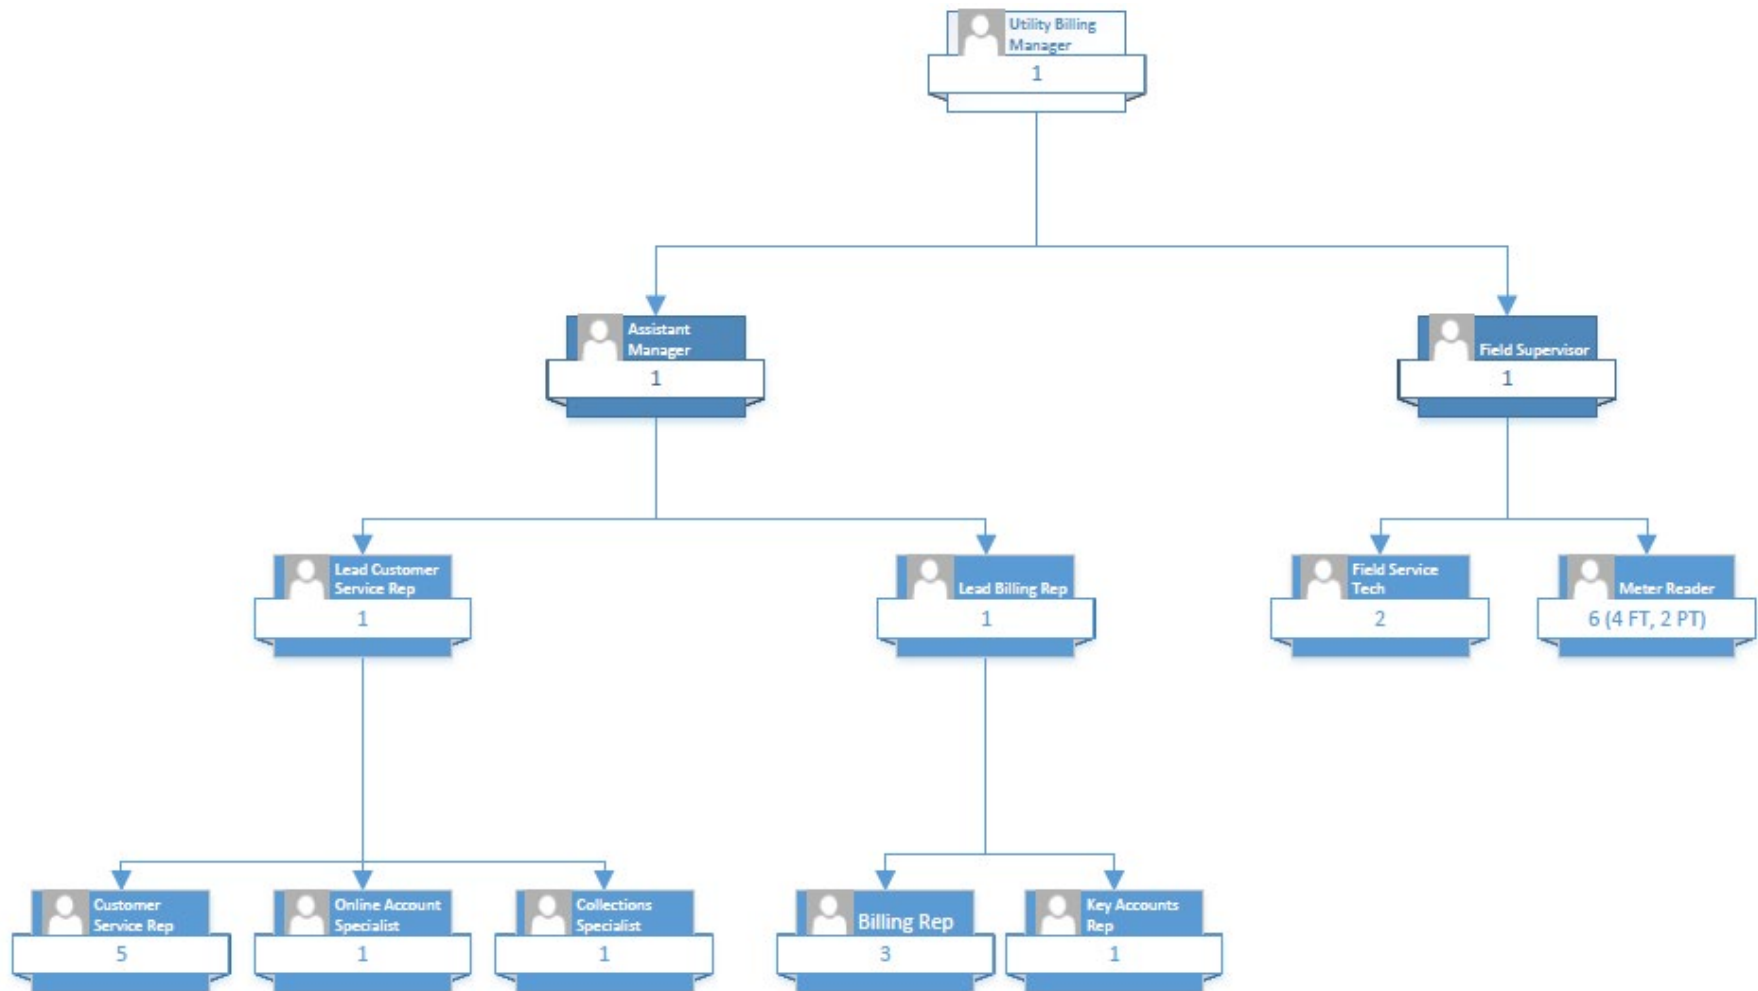 Utility Billing
Manager
1
Assistant
Manager
1
Field Supervisor
1
Lead Customer
Service Rep
1
Lead Billing Rep
1
Field Service
Tech
2
Meter Reader
6 (4 FT, 2 PT)
Customer
Service Rep
5
Online Account
Specialist
1
Collections
Specialist
1
Billing Rep
3
Key Accounts
Rep
1